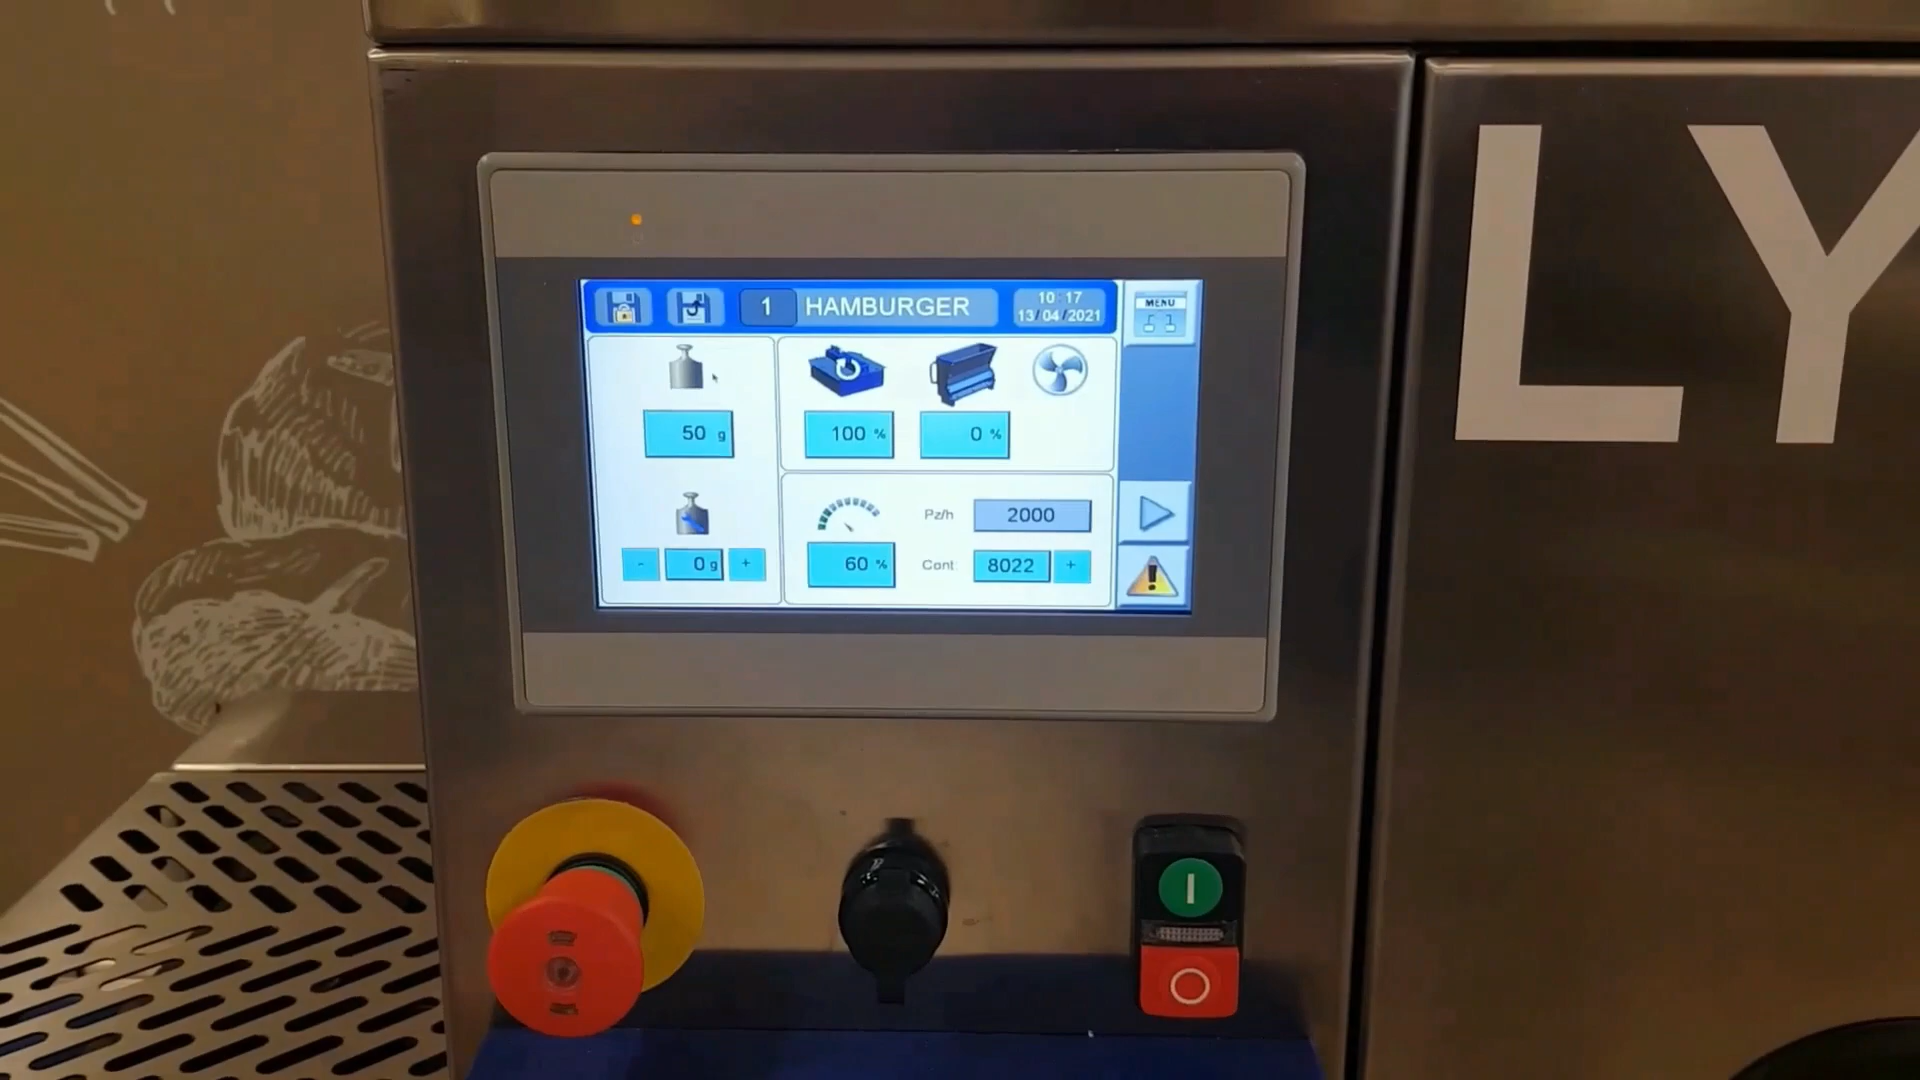 1 HAMBURGER
10:17
13/04/2021
MENU
50 g
100 %
0 %
Pz/h 2000
- 0 g +
60 %
Cont 8022 +
LY
I
O